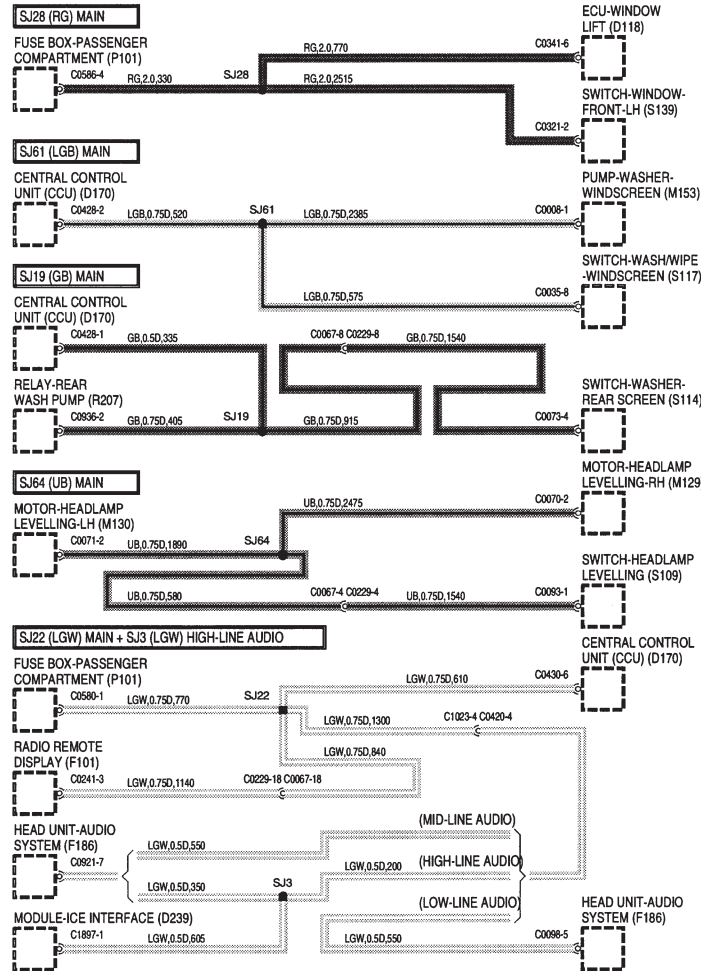 SJ28 (RG) MAIN
FUSE BOX-PASSENGER
COMPARTMENT (P101)
C0586-4
RG,2.0,330
SJ28
RG,2.0,770
RG,2.0,2515
C0341-6
ECU-WINDOW
LIFT (D118)
SWITCH-WINDOW-
FRONT-LH (S139)
C0321-2
SJ61 (LGB) MAIN
CENTRAL CONTROL
UNIT (CCU) (D170)
C0428-2
LGB,0.75D,520
SJ61
LGB,0.75D,2385
C0008-1
PUMP-WASHER-
WINDSCREEN (M153)
SWITCH-WASH/WIPE
-WINDSCREEN (S117)
LGB,0.75D,575
C0035-8
SJ19 (GB) MAIN
CENTRAL CONTROL
UNIT (CCU) (D170)
C0428-1
GB,0.5D,335
C0067-8 C0229-8
GB,0.75D,1540
RELAY-REAR
WASH PUMP (R207)
C0936-2
GB,0.75D,405
SJ19
GB,0.75D,915
C0073-4
SWITCH-WASHER-
REAR SCREEN (S114)
SJ64 (UB) MAIN
MOTOR-HEADLAMP
LEVELLING-LH (M130)
C0071-2
UB,0.75D,1890
SJ64
UB,0.75D,2475
C0070-2
MOTOR-HEADLAMP
LEVELLING-RH (M129
UB,0.75D,580
C0067-4 C0229-4
UB,0.75D,1540
C0093-1
SWITCH-HEADLAMP
LEVELLING (S109)
SJ22 (LGW) MAIN + SJ3 (LGW) HIGH-LINE AUDIO
FUSE BOX-PASSENGER
COMPARTMENT (P101)
C0580-1
LGW,0.75D,770
SJ22
LGW,0.75D,610
C0430-6
CENTRAL CONTROL
UNIT (CCU) (D170)
LGW,0.75D,1300
C1023-4 C0420-4
LGW,0.75D,840
RADIO REMOTE
DISPLAY (F101)
C0241-3
LGW,0.75D,1140
C0229-18 C0067-18
HEAD UNIT-AUDIO
SYSTEM (F186)
C0921-7
LGW,0.5D,550
(MID-LINE AUDIO)
LGW,0.5D,350
SJ3
LGW,0.5D,200
(HIGH-LINE AUDIO)
(LOW-LINE AUDIO)
MODULE-ICE INTERFACE (D239)
C1897-1
LGW,0.5D,605
LGW,0.5D,550
C0098-5
HEAD UNIT-AUDIO
SYSTEM (F186)